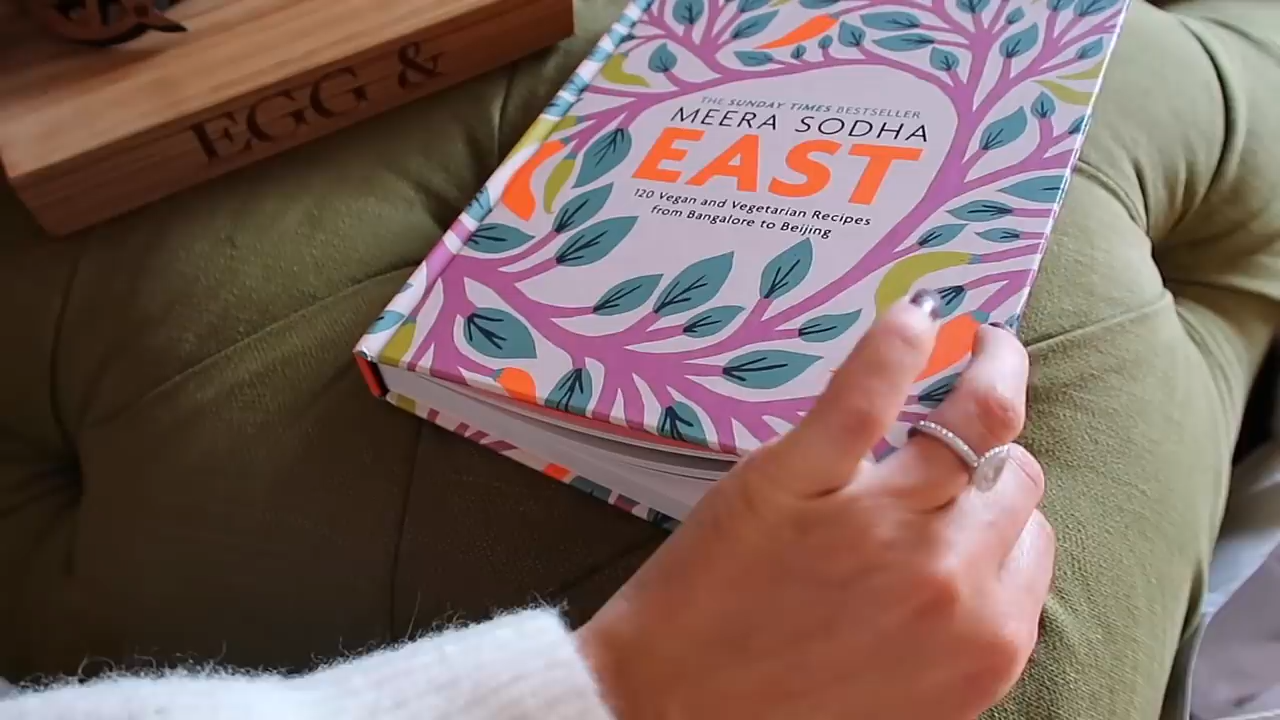 EGG &
THE SUNDAY TIMES BESTSELLER
MEERA SODHA
EAST
120 Vegan and Vegetarian Recipes
from Bangalore to Beijing